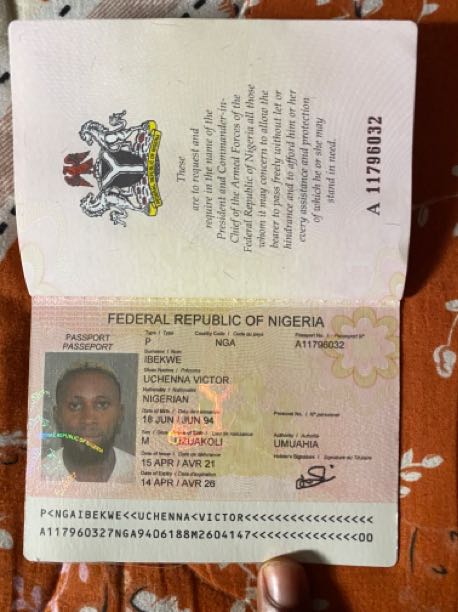 These
are to request and
require in the name of the
President and Commander-in-
Chief of the Armed Forces of the
Federal Republic of Nigeria all those
whom it may concern to allow the
bearer to pass freely without let or
hindrance and to afford him or her
every assistance and protection
of which he or she may
stand in need.
A 11796032
FEDERAL REPUBLIC OF NIGERIA
PASSPORT
PASSEPORT
Type / Type
Country Code / Code du pays
Passport No. / Passeport N°
P
NGA
A11796032
Surname / Nom
IBEKWE
Given Names / Prénoms
UCHENNA VICTOR
Nationality / Nationalité
NIGERIAN
Date of Birth / Date de naissance
18 JUN / JUN 94
Personal No. / N° personnel
Sex / Sexe
Place of Birth / Lieu de naissance
Authority / Autorité
M
UZUAKOLI
UMUAHIA
Date of Issue / Date de délivrance
Holder's Signature / Signature du Titulaire
15 APR / AVR 21
Date of Expiry / Date d'expiration
14 APR / AVR 26
P<NGAIBEKWE<<UCHENNA<VICTOR<<<<<<<<<<<<<<<<<
A117960327NGA9406188M2604147<<<<<<<<<<<<<<00